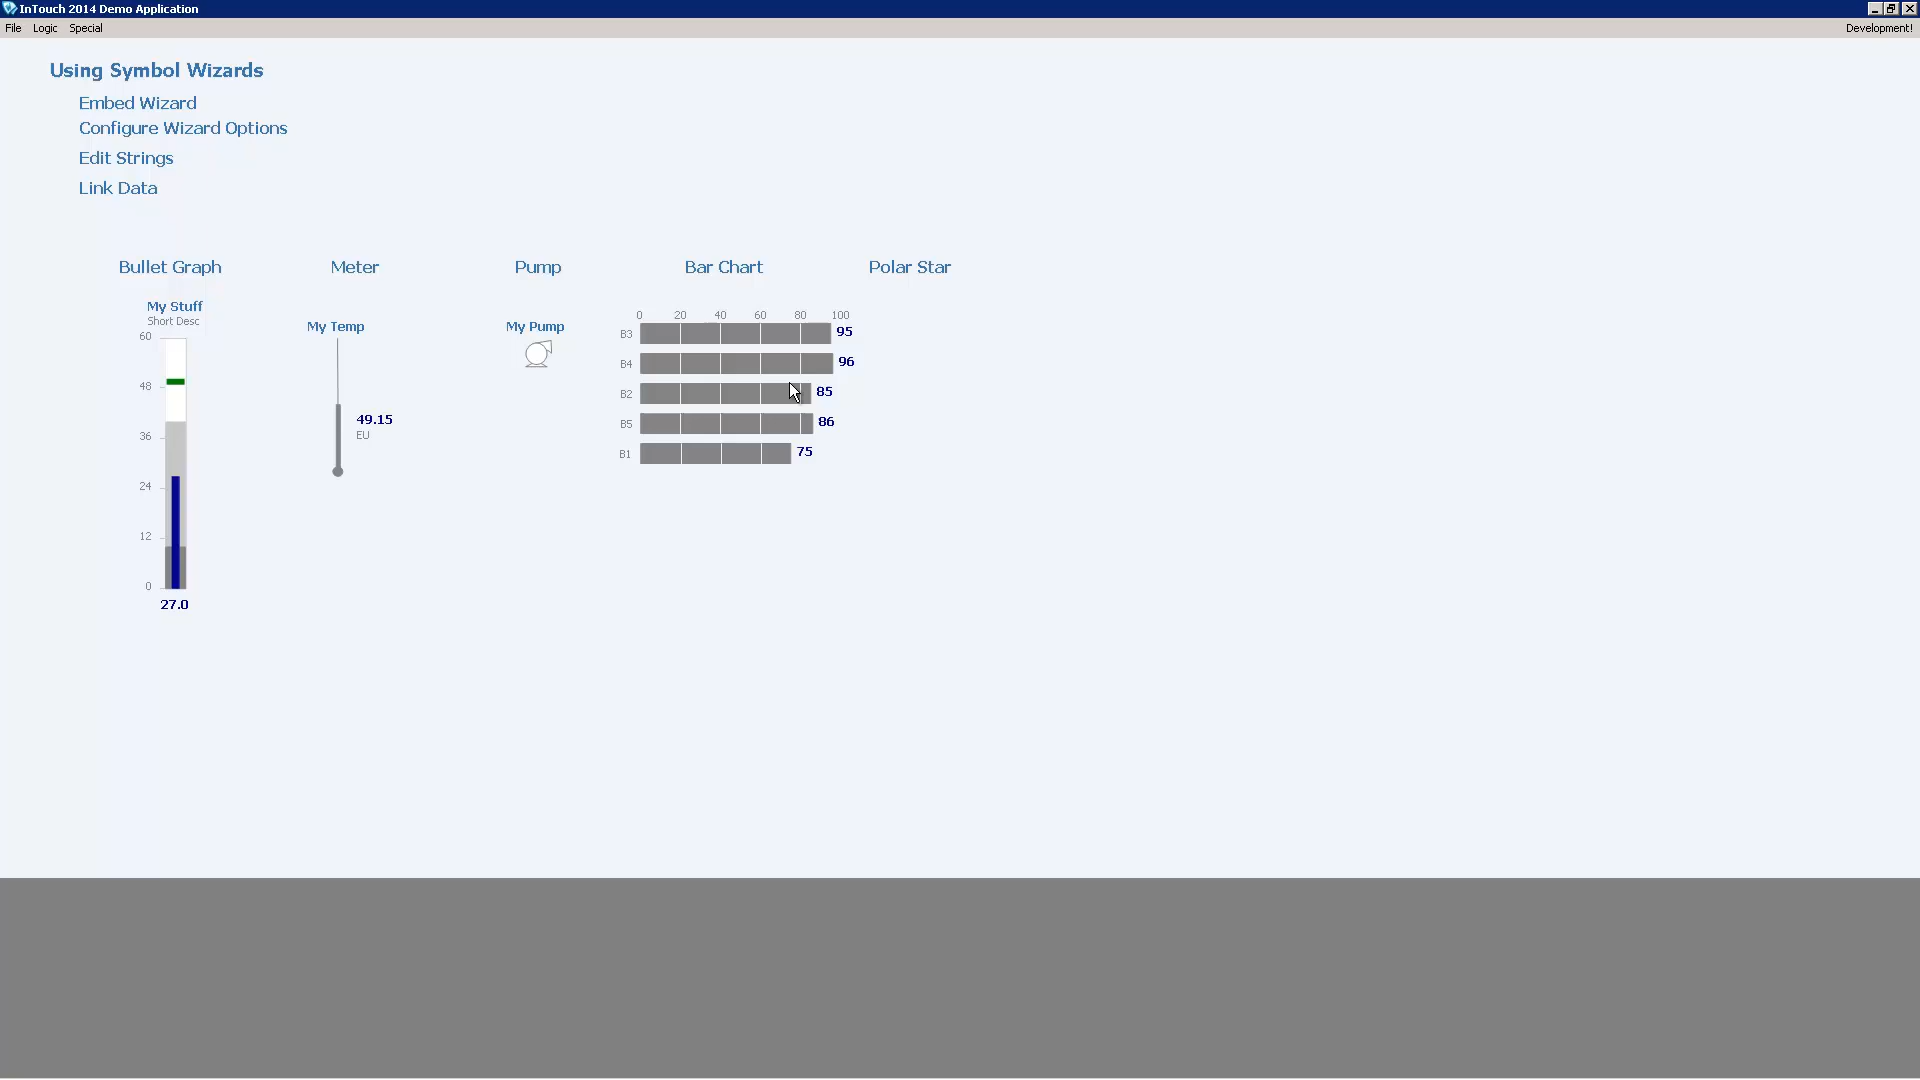 InTouch 2014 Demo Application
File Logic Special Development!
Using Symbol Wizards
Embed Wizard
Configure Wizard Options
Edit Strings
Link Data
Bullet Graph Meter Pump Bar Chart Polar Star
My Stuff
Short Desc
60
48
36
24
12
0
27.0
My Temp
49.15
EU
My Pump
0 20 40 60 80 100
B3 95
B4 96
B2 85
B5 86
B1 75